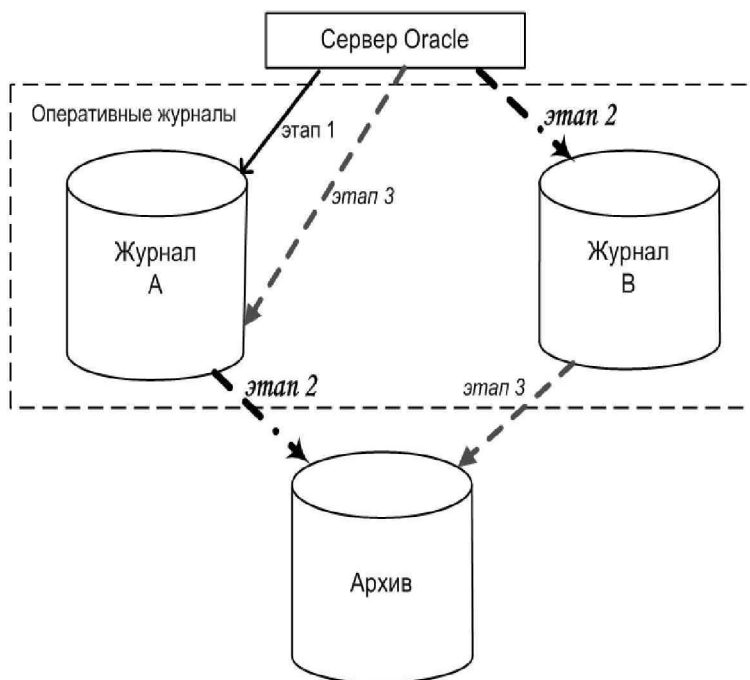 Сервер Oracle
Оперативные журналы
этап 1
этап 2
этап 3
Журнал
А
Журнал
В
этап 2
этап 3
Архив